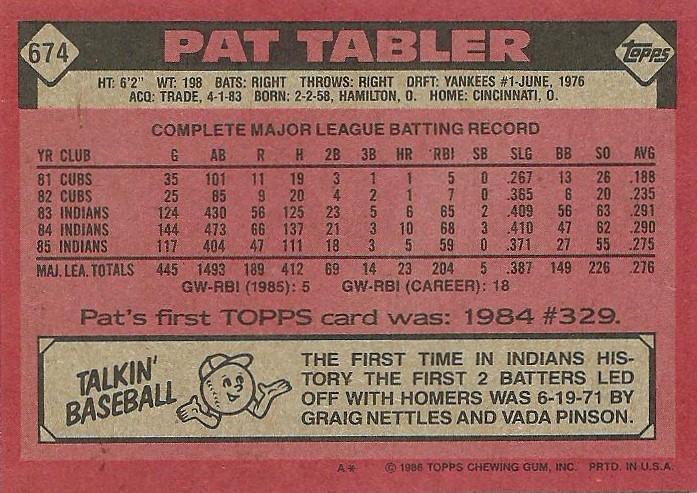 674 PAT TABLER Topps
HT: 6'2" WT: 198 BATS: RIGHT THROWS: RIGHT DRFT: YANKEES #1-JUNE, 1976
ACQ: TRADE, 4-1-83 BORN: 2-2-58, HAMILTON, O. HOME: CINCINNATI, O.
COMPLETE MAJOR LEAGUE BATTING RECORD
YR CLUB G AB R H 2B 3B HR RBI SB SLG BB SO AVG
81 CUBS 35 101 11 19 3 1 1 5 0 .267 13 26 .188
82 CUBS 25 85 9 20 4 2 1 7 0 .365 6 20 .235
83 INDIANS 124 430 56 125 23 5 6 65 2 .409 56 63 .291
84 INDIANS 144 473 66 137 21 3 10 68 3 .410 47 62 .290
85 INDIANS 117 404 47 111 18 3 5 59 0 .371 27 55 .275
MAJ. LEA. TOTALS 445 1493 189 412 69 14 23 204 5 .387 149 226 .276
GW-RBI (1985): 5 GW-RBI (CAREER): 18
Pat's first TOPPS card was: 1984 #329.
TALKIN'
BASEBALL
THE FIRST TIME IN INDIANS HIS-
TORY THE FIRST 2 BATTERS LED
OFF WITH HOMERS WAS 6-19-71 BY
GRAIG NETTLES AND VADA PINSON.
A* © 1986 TOPPS CHEWING GUM, INC. PRTD. IN U.S.A.